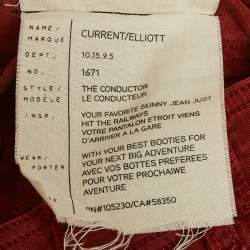 NAME/ CURRENT/ELLIOTT
MARQUE
DEPT. 10,15,9.5
NO. 1671
STYLE/ THE CONDUCTOR
MODÈLE LE CONDUCTEUR
INSP. YOUR FAVORITE SKINNY JEAN JUST
HIT THE RAILWAYS
VOTRE PANTALON ETROIT VIENS
D'ARRIVER A LA GARE
WEAR/ WITH YOUR BEST BOOTIES FOR
PORTER YOUR NEXT BIG ADVENTURE
AVEC VOS BOTTES PREFEREES
POUR VOTRE PROCHAIWE
AVENTURE
RN#105230/CA#58350